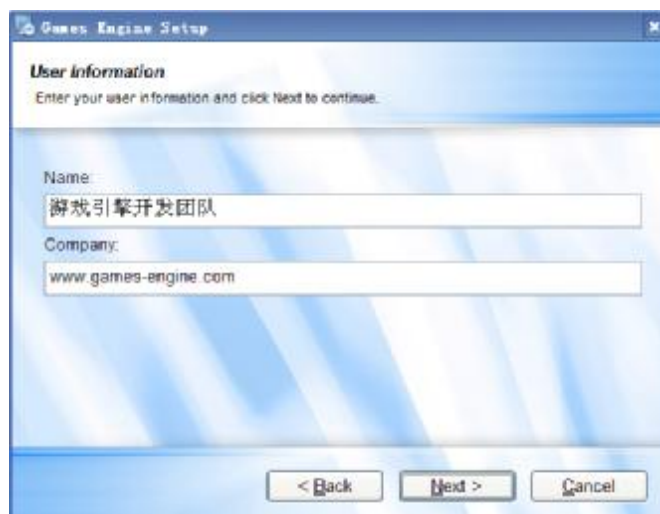 Games Engine Setup
User Information
Enter your user information and click Next to continue.
Name:
游戏引擎开发团队
Company:
www.games-engine.com
< Back
Next >
Cancel